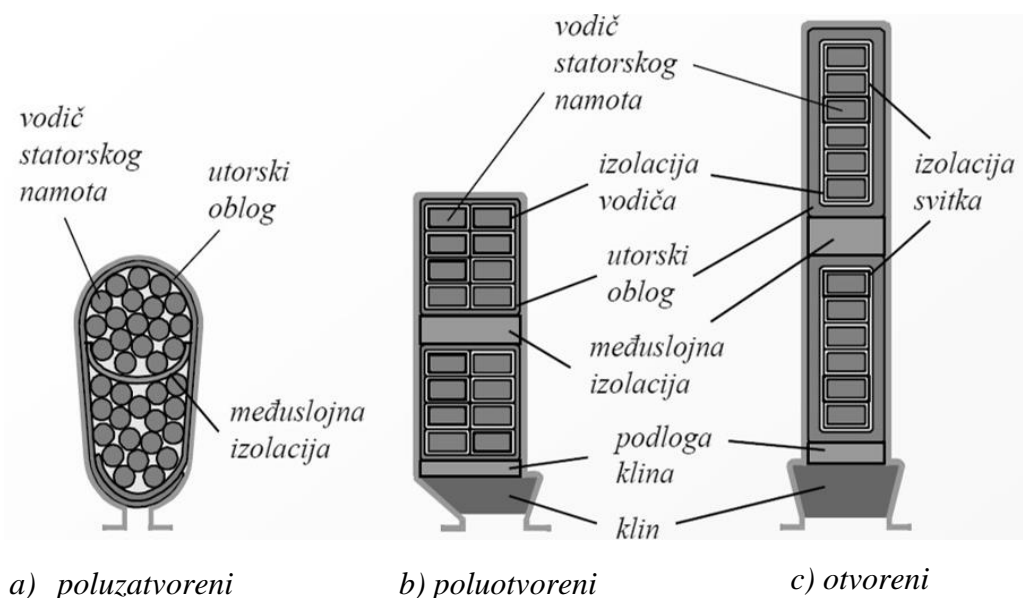 vodič
statorskog
namota
vodič
statorskog
namota
utorski
oblog
izolacija
vodiča
izolacija
svitka
utorski
oblog
međuslojna
izolacija
međuslojna
izolacija
podloga
klina
klin
a) poluzatvoreni
b) poluotvoreni
c) otvoreni